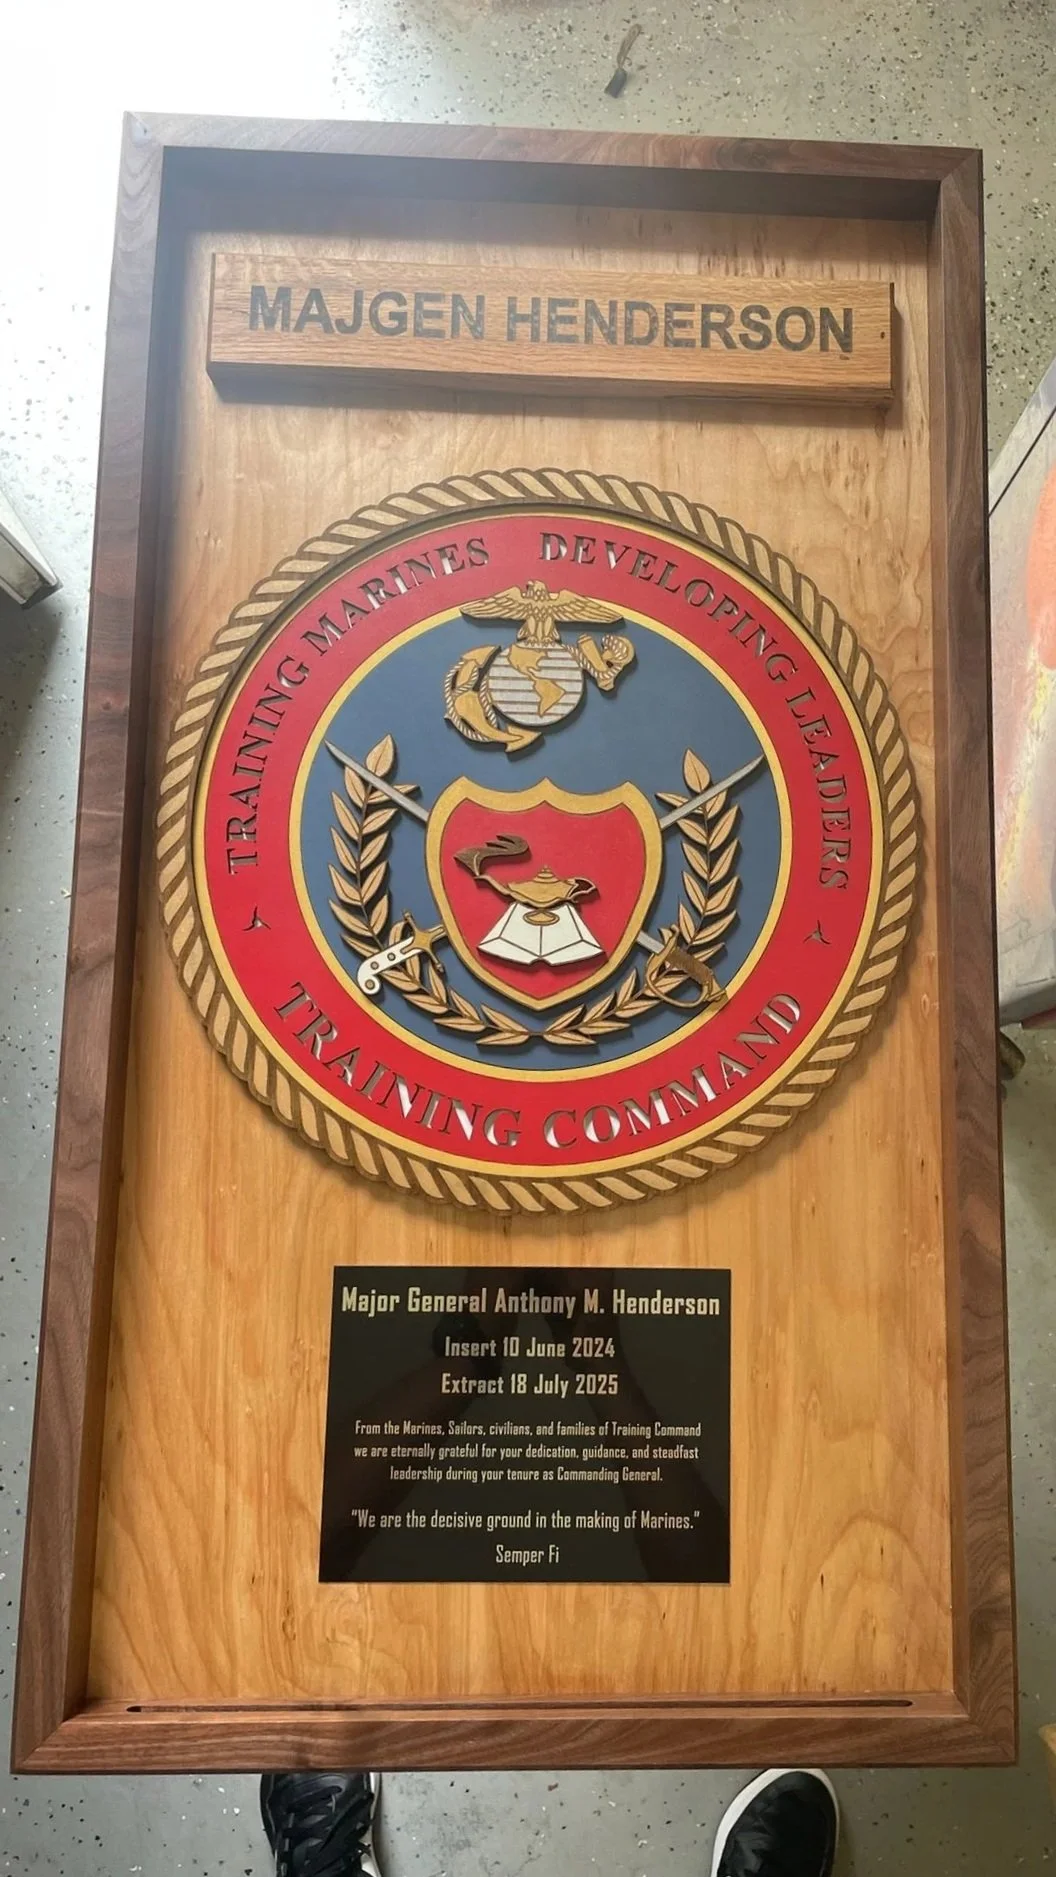 MAJGEN HENDERSON
TRAINING MARINES DEVELOPING LEADERS
TRAINING COMMAND
Major General Anthony M. Henderson
Insert 10 June 2024
Extract 18 July 2025
From the Marines, Sailors, civilians, and families of Training Command
we are eternally grateful for your dedication, guidance, and steadfast
leadership during your tenure as Commanding General.
"We are the decisive ground in the making of Marines."
Semper Fi